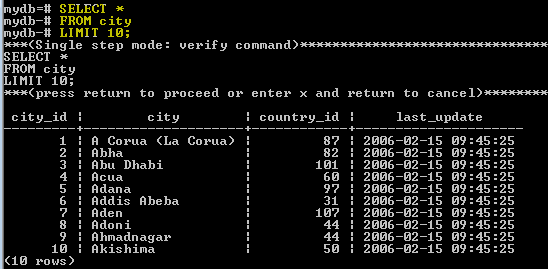 mydb=# SELECT *
mydb-# FROM city
mydb-# LIMIT 10;
***(Single step mode: verify command)*******************************
SELECT *
FROM city
LIMIT 10;
***(press return to proceed or enter x and return to cancel)********
city_id ¦ city ¦ country_id ¦ last_update
---------+--------------------+------------+---------------------
1 ¦ A Corua (La Corua) ¦ 87 ¦ 2006-02-15 09:45:25
2 ¦ Abha ¦ 82 ¦ 2006-02-15 09:45:25
3 ¦ Abu Dhabi ¦ 101 ¦ 2006-02-15 09:45:25
4 ¦ Acua ¦ 60 ¦ 2006-02-15 09:45:25
5 ¦ Adana ¦ 97 ¦ 2006-02-15 09:45:25
6 ¦ Addis Abeba ¦ 31 ¦ 2006-02-15 09:45:25
7 ¦ Aden ¦ 107 ¦ 2006-02-15 09:45:25
8 ¦ Adoni ¦ 44 ¦ 2006-02-15 09:45:25
9 ¦ Ahmadnagar ¦ 44 ¦ 2006-02-15 09:45:25
10 ¦ Akishima ¦ 50 ¦ 2006-02-15 09:45:25
(10 rows)